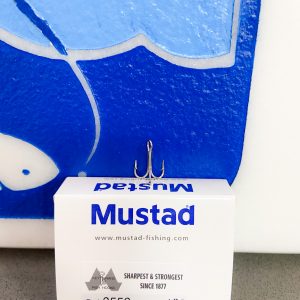 Mustad
Mustad
www.mustad-fishing.com
SHARPEST & STRONGEST
SINCE 1877